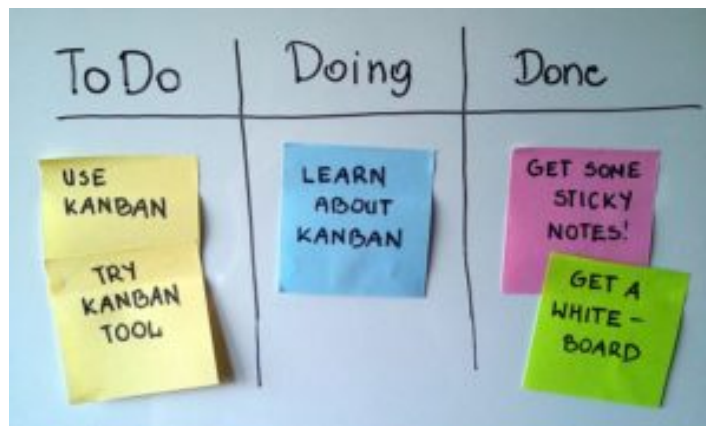 To Do
Doing
Done
USE
KANBAN
TRY
KANBAN
TOOL
LEARN
ABOUT
KANBAN
GET SOME
STICKY
NOTES!
GET A
WHITE-
BOARD